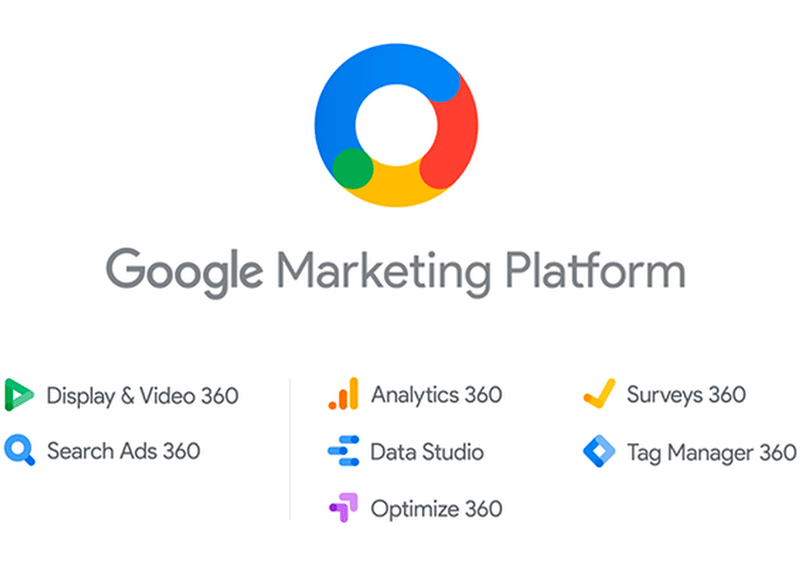 Google Marketing Platform
Display & Video 360
Search Ads 360
Analytics 360
Data Studio
Optimize 360
Surveys 360
Tag Manager 360